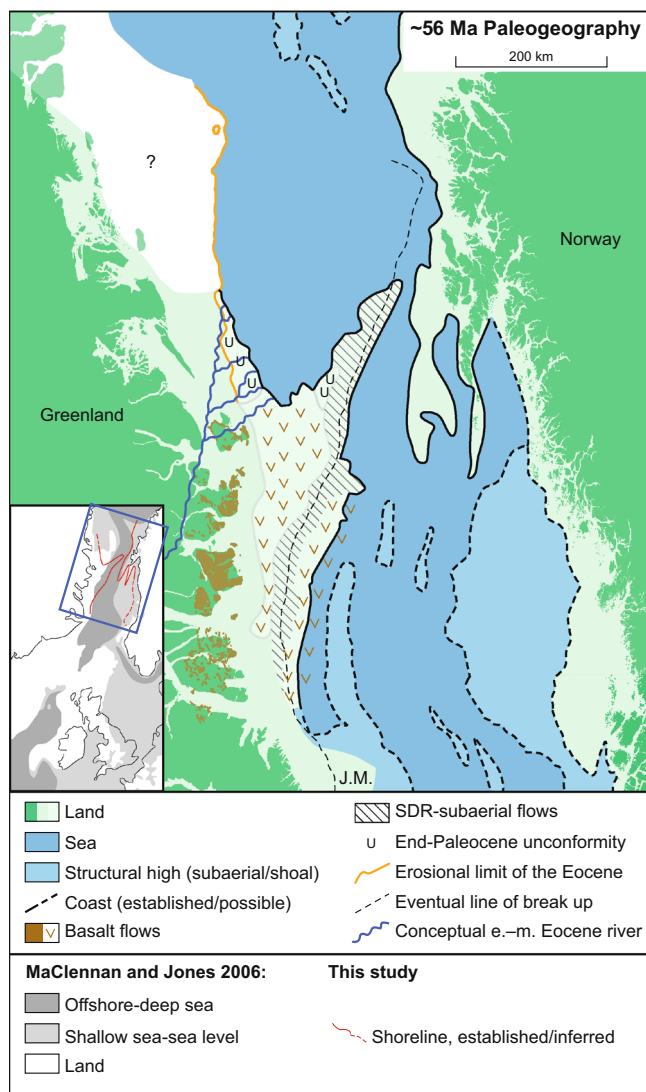 ~56 Ma Paleogeography
200 km
?
Norway
U
U
U
U
U
Greenland
J.M.
Land
Sea
Structural high (subaerial/shoal)
Coast (established/possible)
Basalt flows
SDR-subaerial flows
U End-Paleocene unconformity
Erosional limit of the Eocene
Eventual line of break up
Conceptual e.–m. Eocene river
MaClennan and Jones 2006:
Offshore-deep sea
Shallow sea-sea level
Land
This study
Shoreline, established/inferred